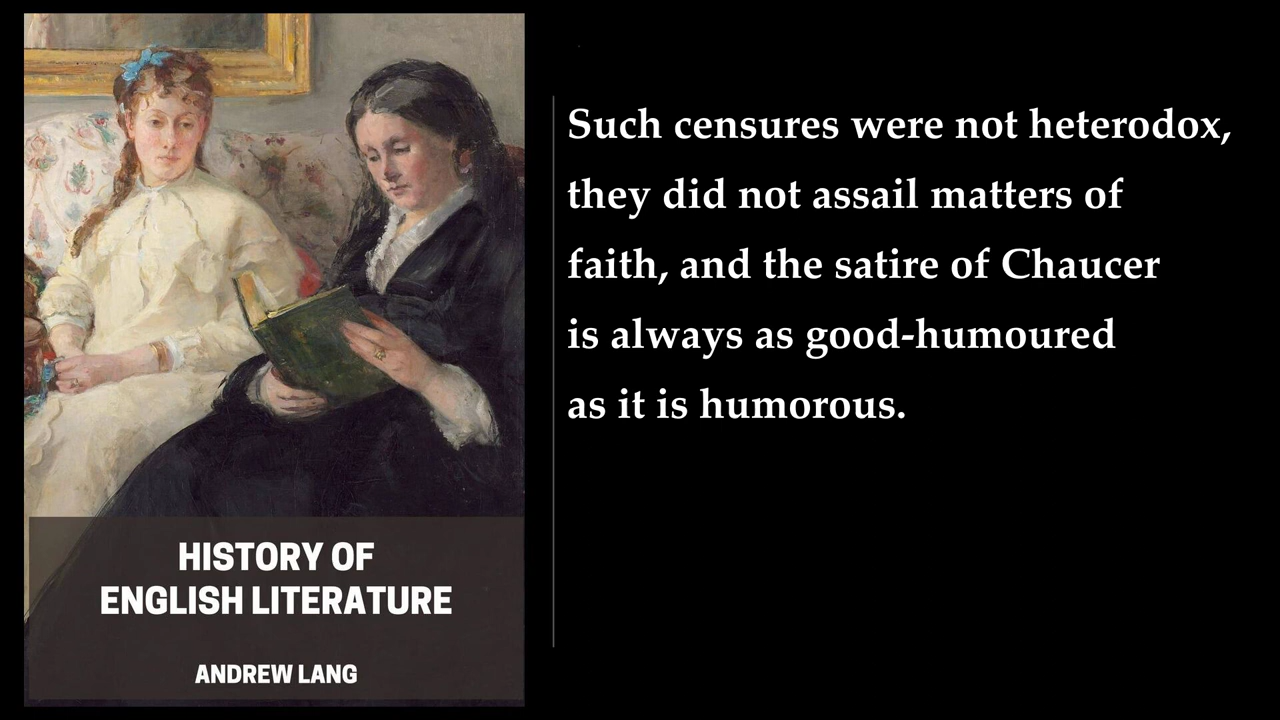 HISTORY OF
ENGLISH LITERATURE
ANDREW LANG
Such censures were not heterodox,
they did not assail matters of
faith, and the satire of Chaucer
is always as good-humoured
as it is humorous.